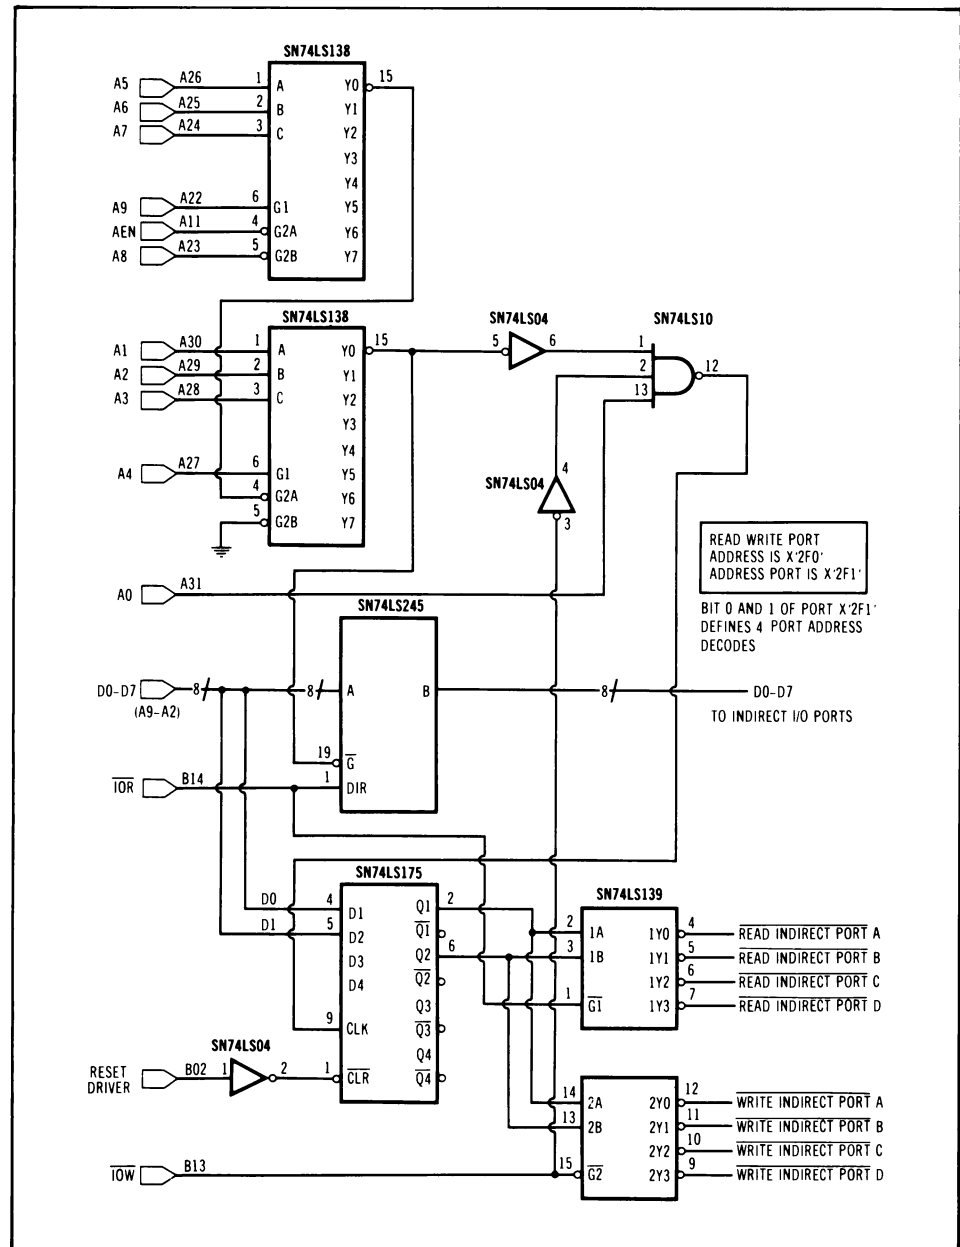 SN74LS138
A5 A26 1 A Y0 15
A6 A25 2 B Y1
A7 A24 3 C Y2
Y3
Y4
A9 A22 6 G1 Y5
AEN A11 4 G2A Y6
A8 A23 5 G2B Y7
SN74LS138
A1 A30 1 A Y0 15
A2 A29 2 B Y1
A3 A28 3 C Y2
Y3
Y4
A4 A27 6 G1 Y5
4 G2A Y6
5 G2B Y7
SN74LS04
5 6
SN74LS10
1
2
13
12
4
SN74LS04
3
READ WRITE PORT
ADDRESS IS X'2F0'
ADDRESS PORT IS X'2F1'
BIT 0 AND 1 OF PORT X'2F1'
DEFINES 4 PORT ADDRESS
DECODES
A0 A31
SN74LS245
D0-D7 8 8 A B 8 D0-D7
(A9-A2)
TO INDIRECT I/O PORTS
19 G
IOR B14 1 DIR
SN74LS175
D0 4 D1 Q1 2
D1 5 D2 Q1
D3 Q2 6
D4 Q2
Q3
9 CLK Q3
Q4
1 CLR Q4
SN74LS04
RESET
DRIVER
B02 1 2
SN74LS139
2 1A 1Y0 4 READ INDIRECT PORT A
3 1B 1Y1 5 READ INDIRECT PORT B
1Y2 6 READ INDIRECT PORT C
1 G1 1Y3 7 READ INDIRECT PORT D
14 2A 2Y0 12 WRITE INDIRECT PORT A
13 2B 2Y1 11 WRITE INDIRECT PORT B
2Y2 10 WRITE INDIRECT PORT C
15 G2 2Y3 9 WRITE INDIRECT PORT D
IOW B13